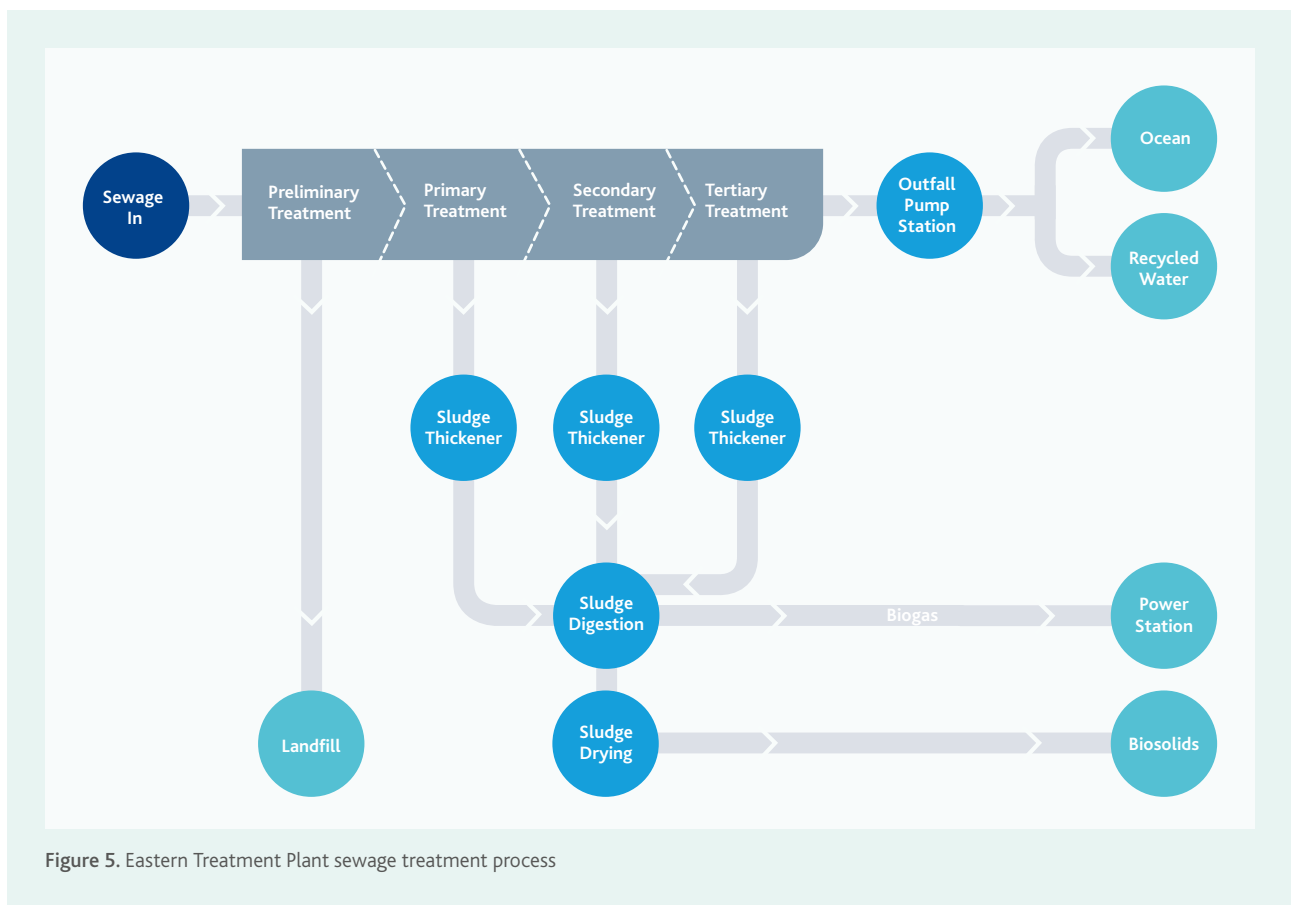 Sewage
In
Preliminary
Treatment
Primary
Treatment
Secondary
Treatment
Tertiary
Treatment
Outfall
Pump
Station
Ocean
Recycled
Water
Sludge
Thickener
Sludge
Thickener
Sludge
Thickener
Sludge
Digestion
Biogas
Power
Station
Landfill
Sludge
Drying
Biosolids
Figure 5. Eastern Treatment Plant sewage treatment process